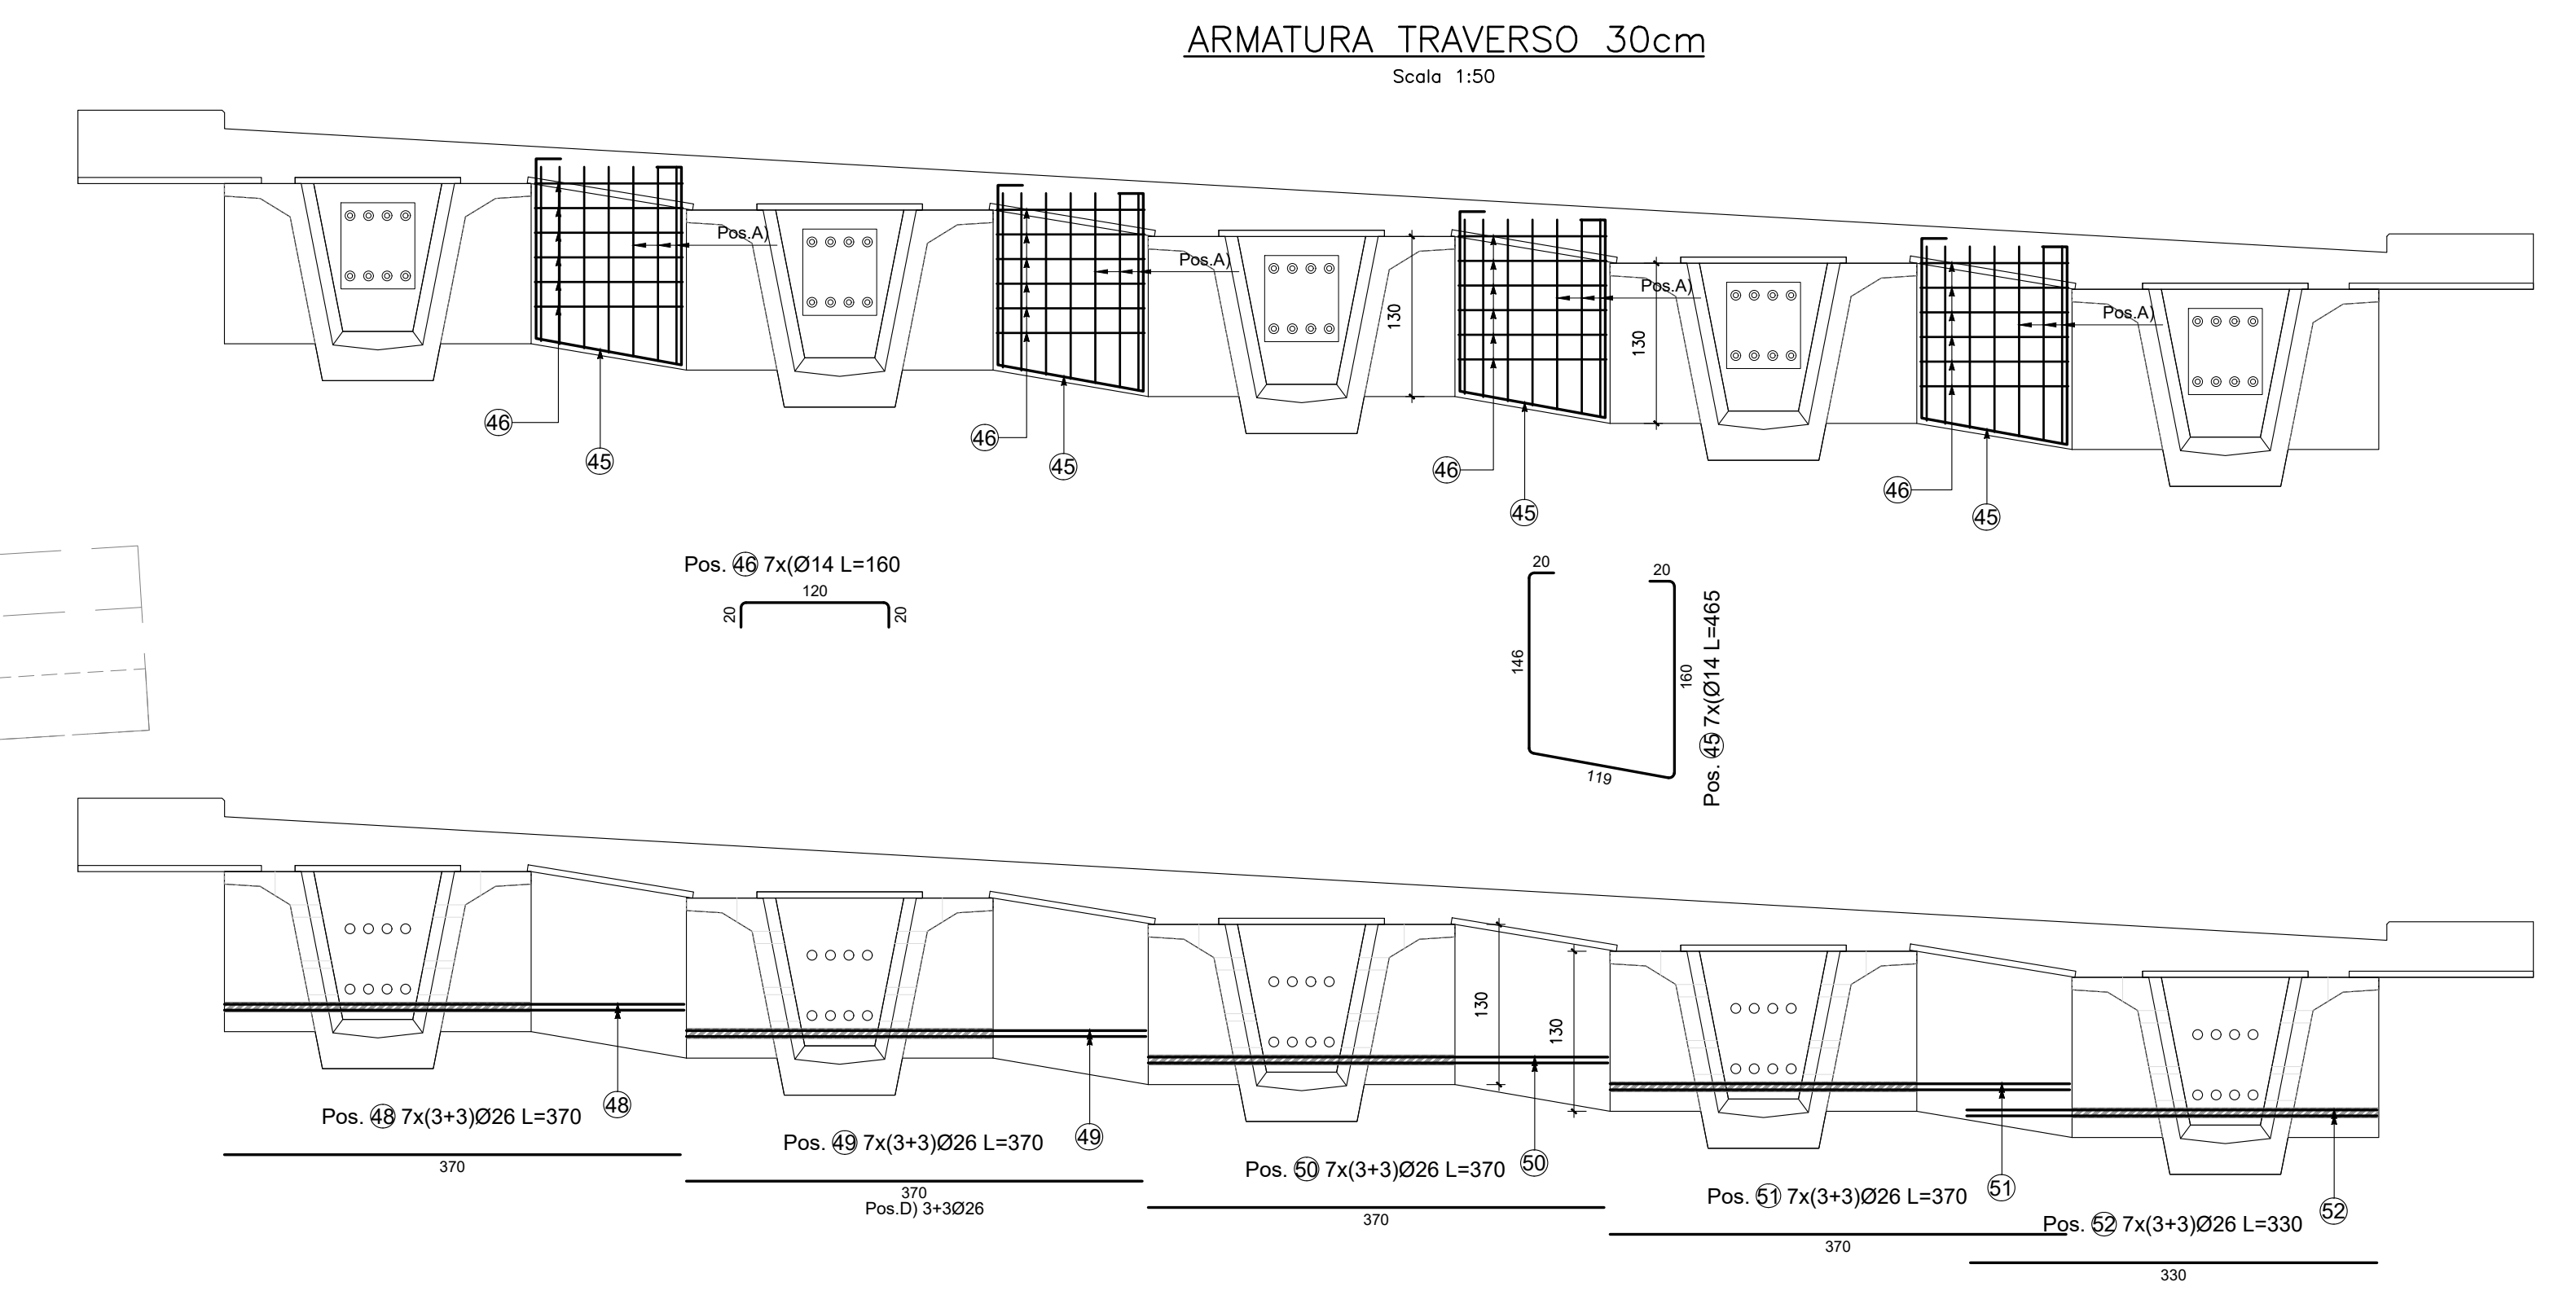 ARMATURA TRAVERSO 30cm
Scala 1:50
Pos.A)
Pos.A)
Pos.A)
Pos.A)
130
130
46
45
46
45
46
45
46
45
Pos. 46 7x(Ø14 L=160
120
20
20
20
20
146
160
119
Pos. 45 7x(Ø14 L=465
130
130
48
Pos. 48 7x(3+3)Ø26 L=370
370
49
Pos. 49 7x(3+3)Ø26 L=370
370
Pos.D) 3+3Ø26
50
Pos. 50 7x(3+3)Ø26 L=370
370
51
Pos. 51 7x(3+3)Ø26 L=370
370
52
Pos. 52 7x(3+3)Ø26 L=330
330